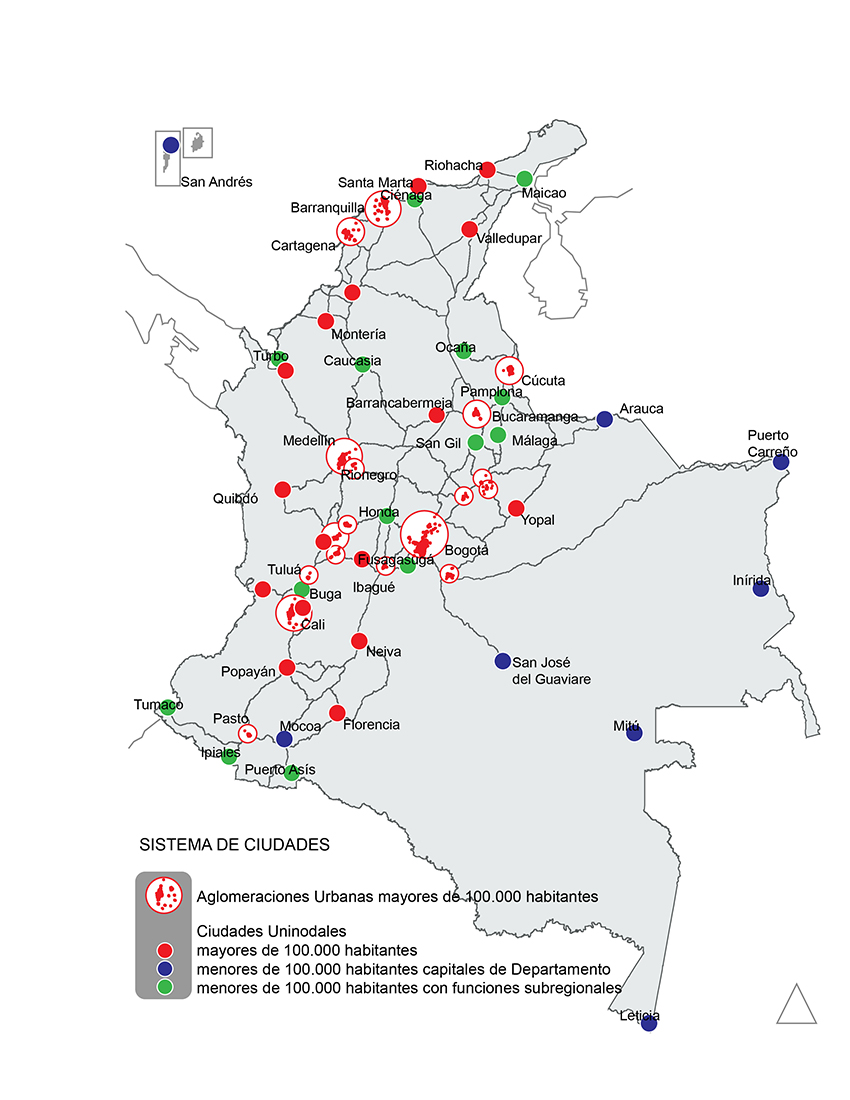 Riohacha
San Andrés
Santa Marta
Maicao
Ciénaga
Barranquilla
Cartagena
Valledupar
Montería
Ocaña
Turbo
Caucasia
Cúcuta
Pamplona
Barrancabermeja
Arauca
Bucaramanga
Puerto
Carreño
Medellín
San Gil
Málaga
Rionegro
Quibdó
Honda
Yopal
Bogotá
Fusagasugá
Tuluá
Ibagué
Inírida
Buga
Cali
Neiva
San José
del Guaviare
Popayán
Tumaco
Pasto
Mocoa
Florencia
Mitú
Ipiales
Puerto Asís
SISTEMA DE CIUDADES
Aglomeraciones Urbanas mayores de 100.000 habitantes
Ciudades Uninodales
mayores de 100.000 habitantes
menores de 100.000 habitantes capitales de Departamento
menores de 100.000 habitantes con funciones subregionales
Leticia